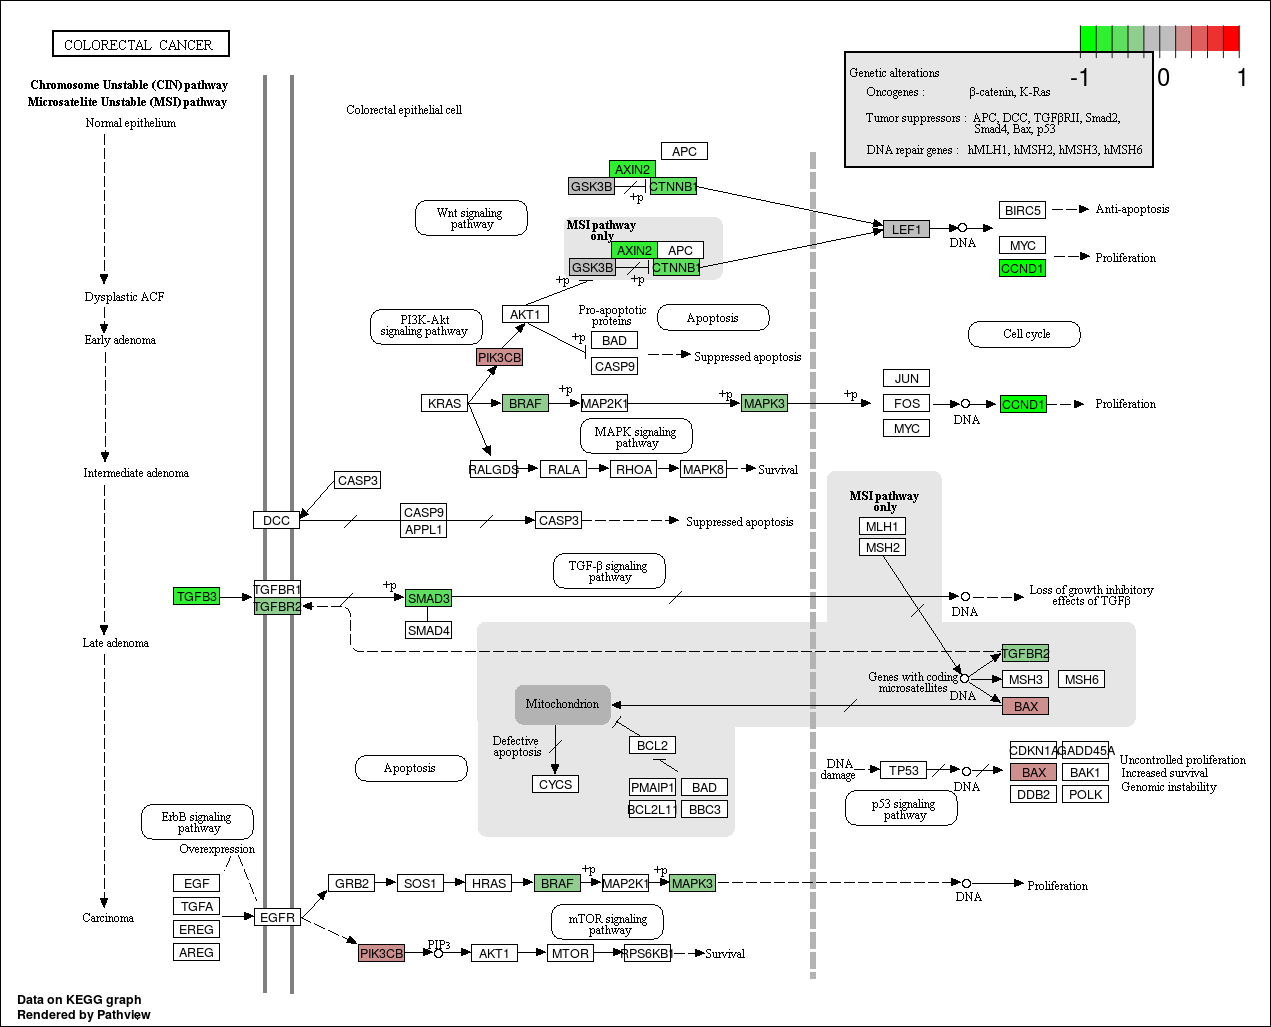 COLORECTAL CANCER
-1 0 1
Genetic alterations
Oncogenes : β-catenin, K-Ras
Tumor suppressors : APC, DCC, TGFβRII, Smad2,
Smad4, Bax, p53
DNA repair genes : hMLH1, hMSH2, hMSH3, hMSH6
Chromosome Unstable (CIN) pathway
Microsatelite Unstable (MSI) pathway
Normal epithelium
Dysplastic ACF
Early adenoma
Intermediate adenoma
Late adenoma
Carcinoma
Colorectal epithelial cell
APC
AXIN2
GSK3B
CTNNB1
+p
Wnt signaling
pathway
MSI pathway
only
AXIN2
APC
GSK3B
CTNNB1
+p
+p
LEF1
DNA
BIRC5
Anti-apoptosis
MYC
CCND1
Proliferation
AKT1
PI3K-Akt
signaling pathway
Pro-apoptotic
proteins
+p
BAD
CASP9
Apoptosis
Suppressed apoptosis
Cell cycle
PIK3CB
KRAS
BRAF
+p
MAP2K1
+p
MAPK3
+p
JUN
FOS
MYC
DNA
CCND1
Proliferation
MAPK signaling
pathway
RALGDS
RALA
RHOA
MAPK8
Survival
CASP3
DCC
CASP9
APPL1
CASP3
Suppressed apoptosis
MSI pathway
only
MLH1
MSH2
TGF-β signaling
pathway
TGFB3
TGFBR1
TGFBR2
+p
SMAD3
SMAD4
DNA
Loss of growth inhibitory
effects of TGFβ
TGFBR2
Genes with coding
microsatellites
DNA
MSH3
MSH6
BAX
Mitochondrion
Defective
apoptosis
CYCS
BCL2
PMAIP1
BAD
BCL2L11
BBC3
Apoptosis
DNA
damage
TP53
DNA
CDKN1A
GADD45A
BAX
BAK1
DDB2
POLK
Uncontrolled proliferation
Increased survival
Genomic instability
p53 signaling
pathway
ErbB signaling
pathway
Overexpression
EGF
TGFA
EREG
AREG
EGFR
GRB2
SOS1
HRAS
BRAF
+p
MAP2K1
+p
MAPK3
DNA
Proliferation
mTOR signaling
pathway
PIK3CB
PIP3
AKT1
MTOR
RPS6KB1
Survival
Data on KEGG graph
Rendered by Pathview